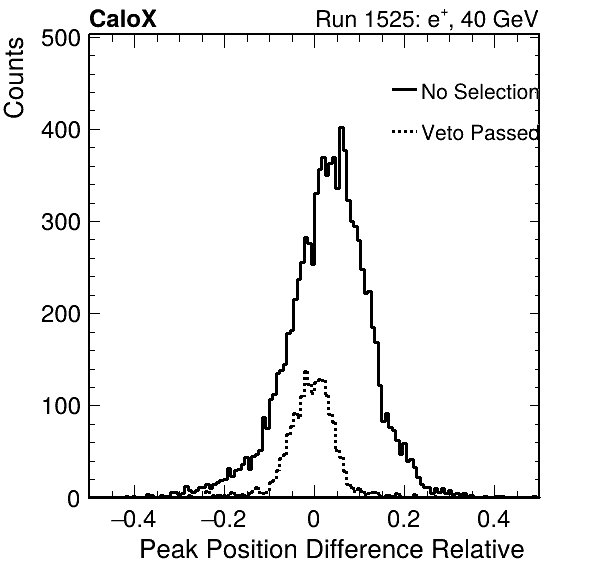 CaloX Run 1525: e⁺, 40 GeV
Counts
500
400
300
200
100
0
No Selection
Veto Passed
−0.4 −0.2 0 0.2 0.4
Peak Position Difference Relative